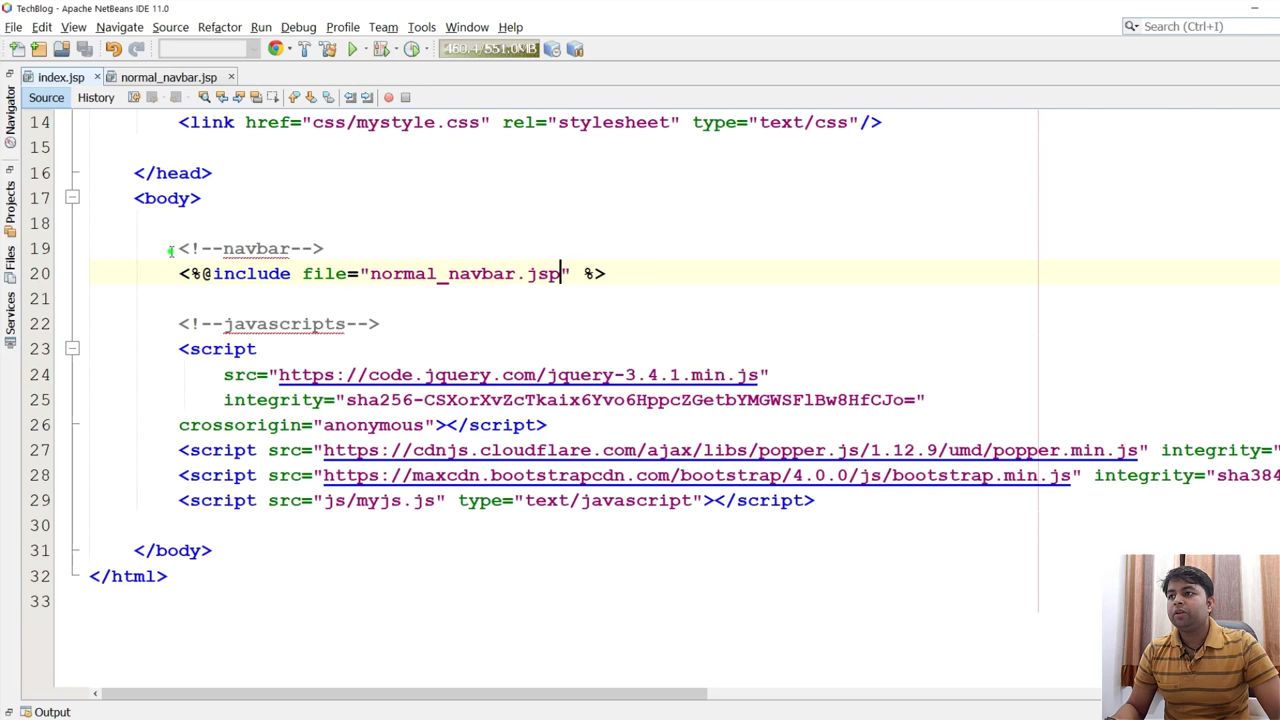 TechBlog - Apache NetBeans IDE 11.0
File Edit View Navigate Source Refactor Run Debug Profile Team Tools Window Help
Search (Ctrl+I)
460.4/551.0MB
index.jsp
normal_navbar.jsp
Source History
Navigator
Projects
Files
Services
14 <link href="css/mystyle.css" rel="stylesheet" type="text/css"/>
15
16 </head>
17 <body>
18
19 <!--navbar-->
20 <%@include file="normal_navbar.jsp" %>
21
22 <!--javascripts-->
23 <script
24 src="https://code.jquery.com/jquery-3.4.1.min.js"
25 integrity="sha256-CSXorXvZcTkaix6Yvo6HppcZGetbYMGWSFlBw8HfCJo="
26 crossorigin="anonymous"></script>
27 <script src="https://cdnjs.cloudflare.com/ajax/libs/popper.js/1.12.9/umd/popper.min.js" integrity="
28 <script src="https://maxcdn.bootstrapcdn.com/bootstrap/4.0.0/js/bootstrap.min.js" integrity="sha384
29 <script src="js/myjs.js" type="text/javascript"></script>
30
31 </body>
32 </html>
33
Output